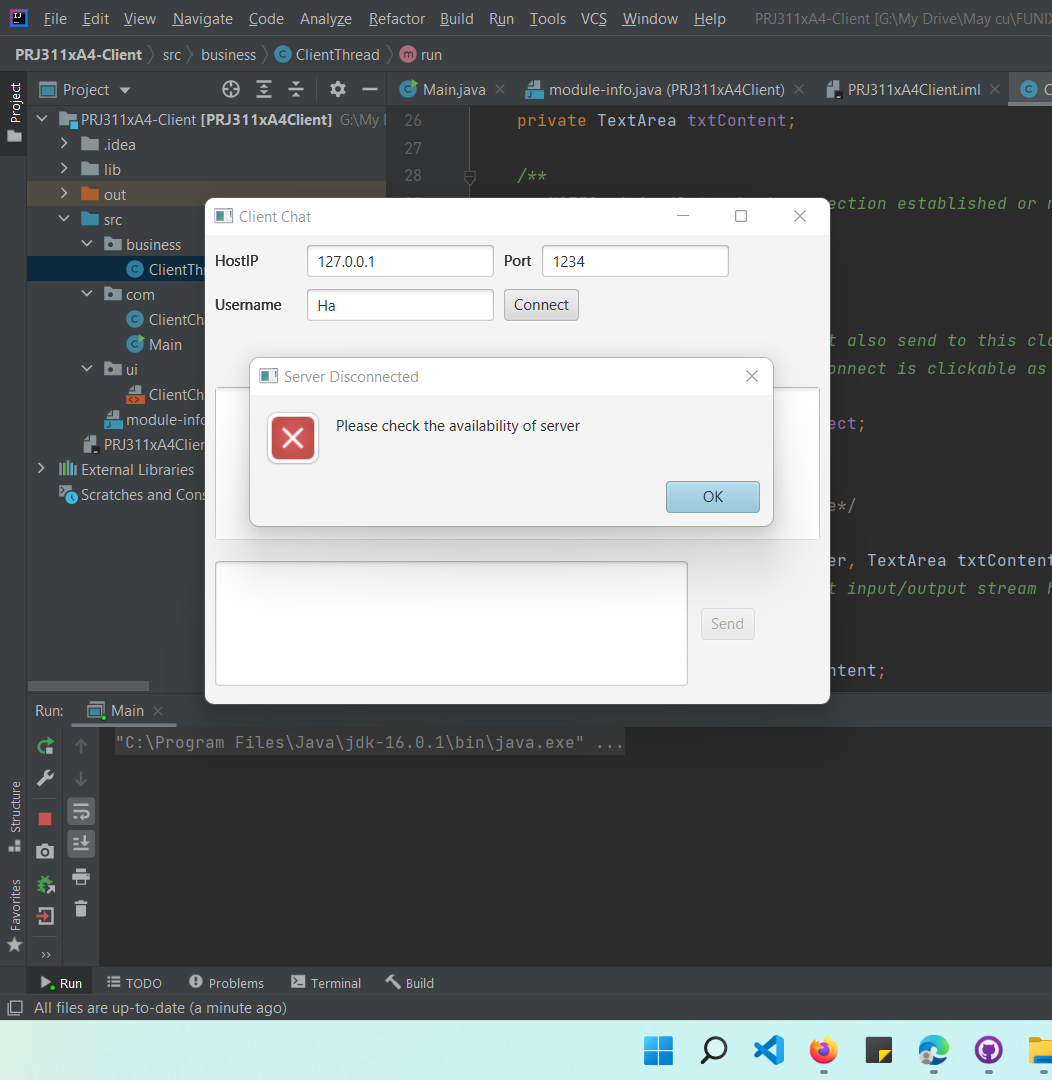 File Edit View Navigate Code Analyze Refactor Build Run Tools VCS Window Help PRJ311xA4-Client [G:\My Drive\May cu\FUNIX
PRJ311xA4-Client src business ClientThread m run
Project
Project
Main.java module-info.java (PRJ311xA4Client) PRJ311xA4Client.iml
PRJ311xA4-Client [PRJ311xA4Client] G:\My
.idea
lib
out
src
business
ClientThr
com
ClientCh
Main
ui
ClientCh
module-info
PRJ311xA4Clien
External Libraries
Scratches and Cons
26 private TextArea txtContent;
27
28 /**
ection established or
t also send to this cla
onnect is clickable as
ect;
e*/
er, TextArea txtContent
t input/output stream
ntent;
Client Chat
HostIP 127.0.0.1 Port 1234
Username Ha Connect
Server Disconnected
Please check the availability of server
OK
Send
Run: Main
"C:\Program Files\Java\jdk-16.0.1\bin\java.exe" ...
Structure
Favorites
Run TODO Problems Terminal Build
All files are up-to-date (a minute ago)